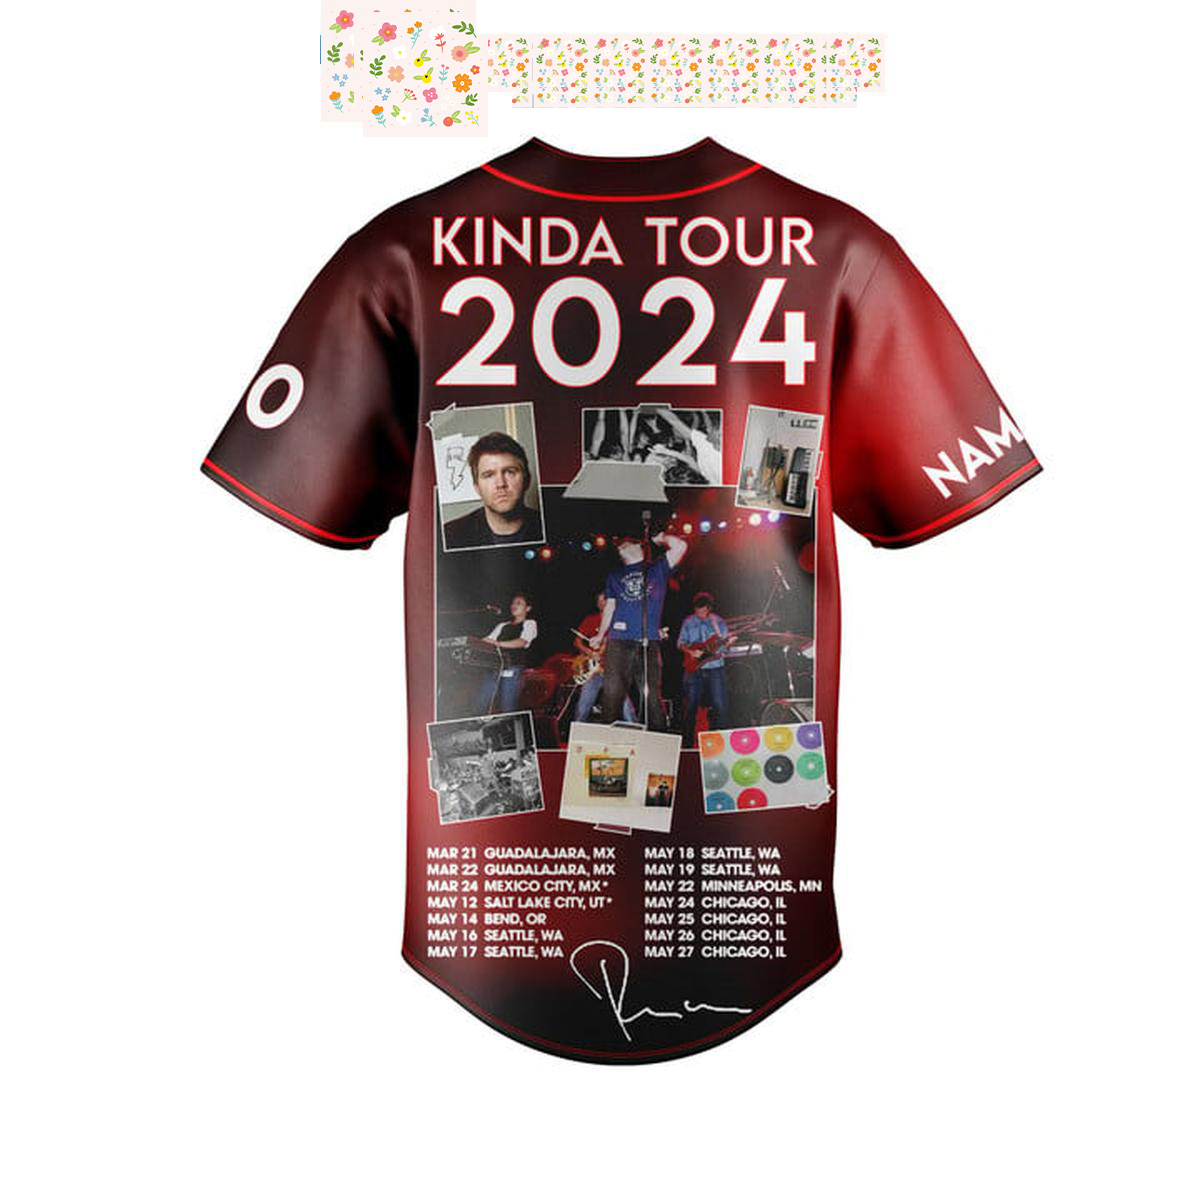 KINDA TOUR
2024
O
NAM
MAR 21 GUADALAJARA, MX
MAR 22 GUADALAJARA, MX
MAR 24 MEXICO CITY, MX*
MAY 12 SALT LAKE CITY, UT*
MAY 14 BEND, OR
MAY 16 SEATTLE, WA
MAY 17 SEATTLE, WA
MAY 18 SEATTLE, WA
MAY 19 SEATTLE, WA
MAY 22 MINNEAPOLIS, MN
MAY 24 CHICAGO, IL
MAY 25 CHICAGO, IL
MAY 26 CHICAGO, IL
MAY 27 CHICAGO, IL